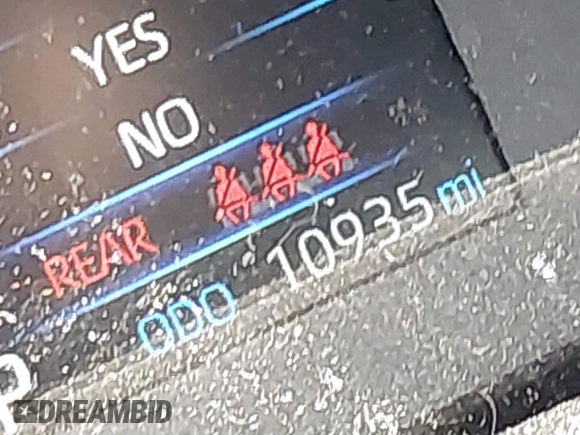 YES
NO
REAR
ODO 10935 mi
P
DREAMBID